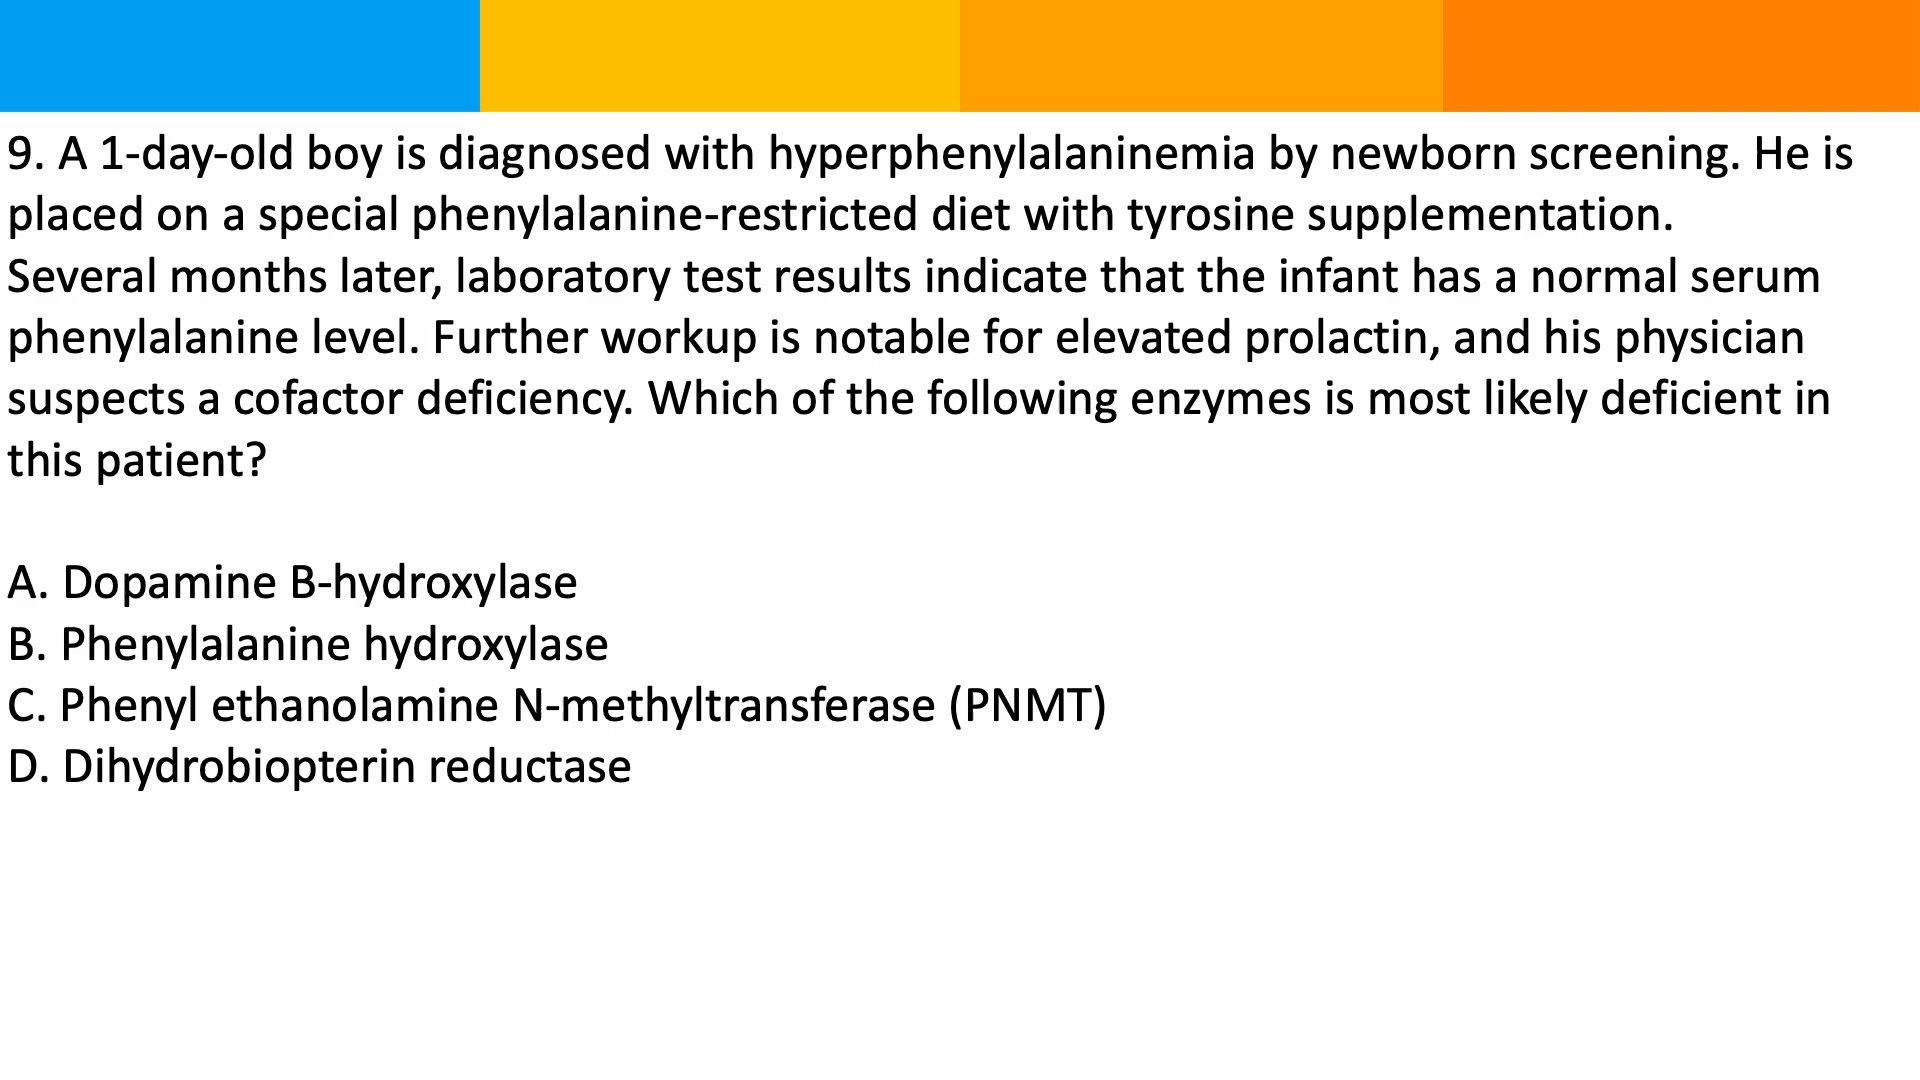 9. A 1-day-old boy is diagnosed with hyperphenylalaninemia by newborn screening. He is
placed on a special phenylalanine-restricted diet with tyrosine supplementation.
Several months later, laboratory test results indicate that the infant has a normal serum
phenylalanine level. Further workup is notable for elevated prolactin, and his physician
suspects a cofactor deficiency. Which of the following enzymes is most likely deficient in
this patient?
A. Dopamine B-hydroxylase
B. Phenylalanine hydroxylase
C. Phenyl ethanolamine N-methyltransferase (PNMT)
D. Dihydrobiopterin reductase